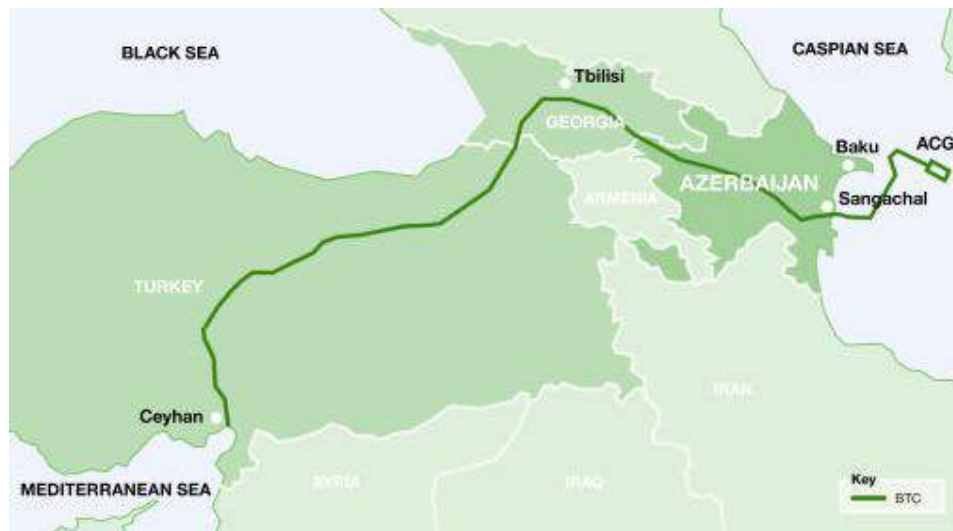 BLACK SEA
CASPIAN SEA
Tbilisi
GEORGIA
Baku
ACG
AZERBAIJAN
ARMENIA
Sangachal
TURKEY
IRAN
Ceyhan
SYRIA
IRAQ
MEDITERRANEAN SEA
Key
BTC